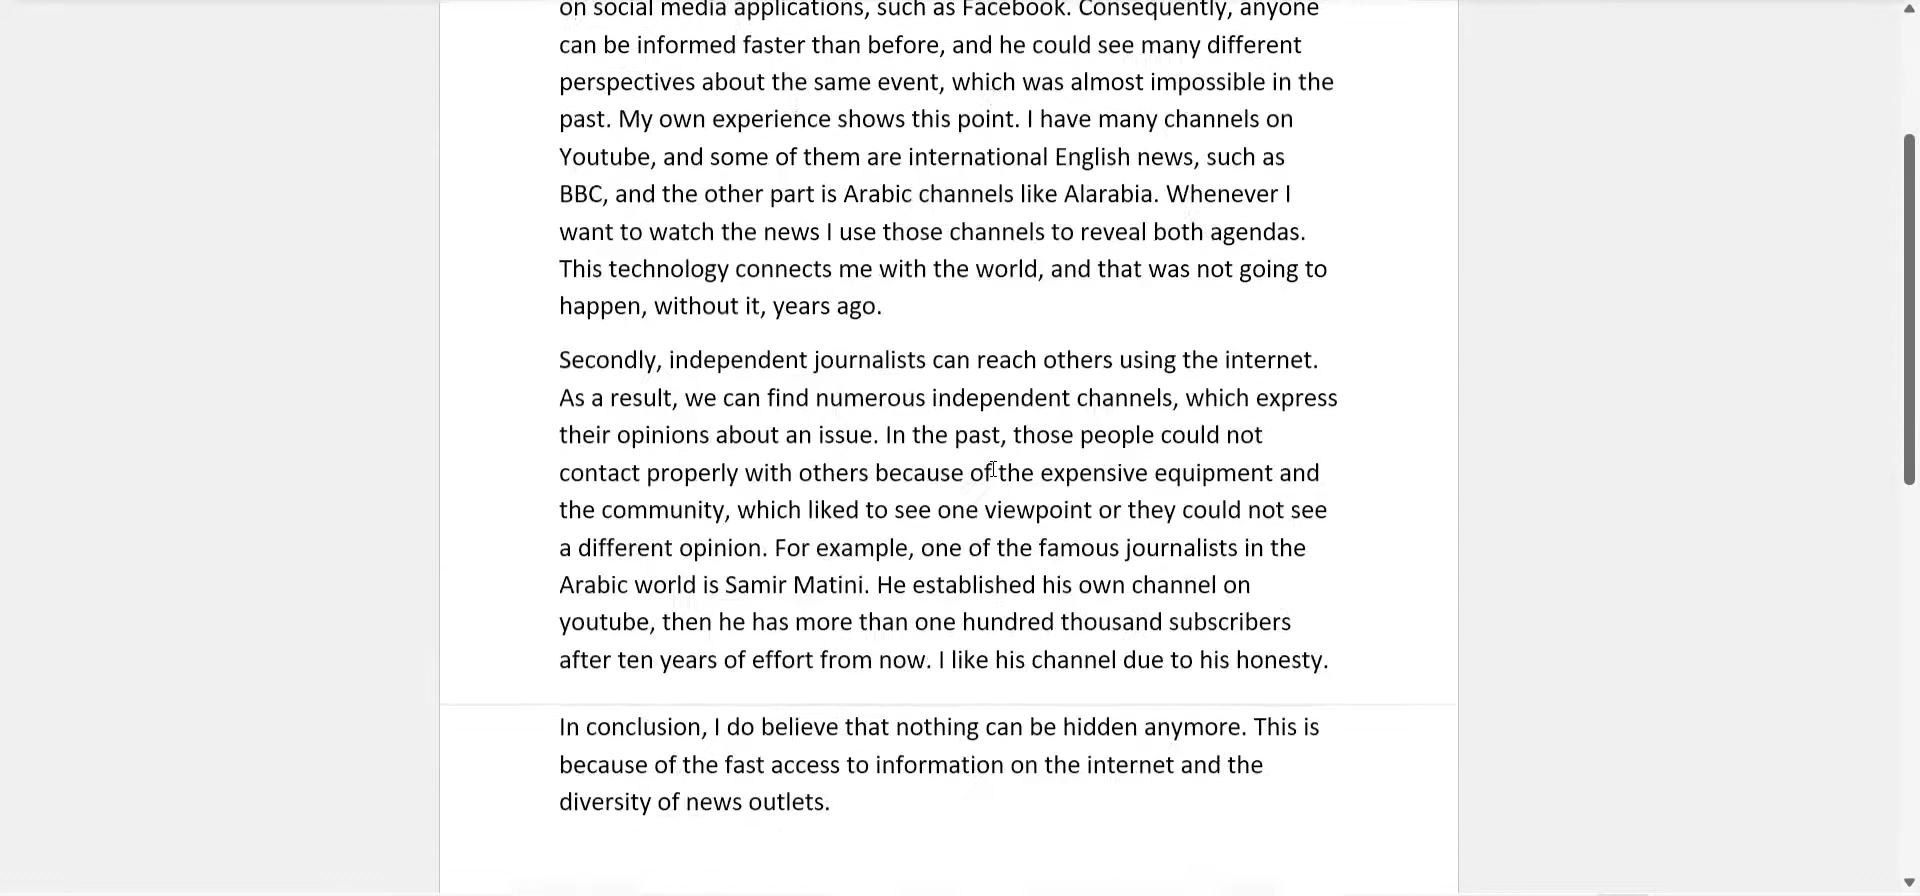 on social media applications, such as Facebook. Consequently, anyone
can be informed faster than before, and he could see many different
perspectives about the same event, which was almost impossible in the
past. My own experience shows this point. I have many channels on
Youtube, and some of them are international English news, such as
BBC, and the other part is Arabic channels like Alarabia. Whenever I
want to watch the news I use those channels to reveal both agendas.
This technology connects me with the world, and that was not going to
happen, without it, years ago.
Secondly, independent journalists can reach others using the internet.
As a result, we can find numerous independent channels, which express
their opinions about an issue. In the past, those people could not
contact properly with others because of the expensive equipment and
the community, which liked to see one viewpoint or they could not see
a different opinion. For example, one of the famous journalists in the
Arabic world is Samir Matini. He established his own channel on
youtube, then he has more than one hundred thousand subscribers
after ten years of effort from now. I like his channel due to his honesty.
In conclusion, I do believe that nothing can be hidden anymore. This is
because of the fast access to information on the internet and the
diversity of news outlets.